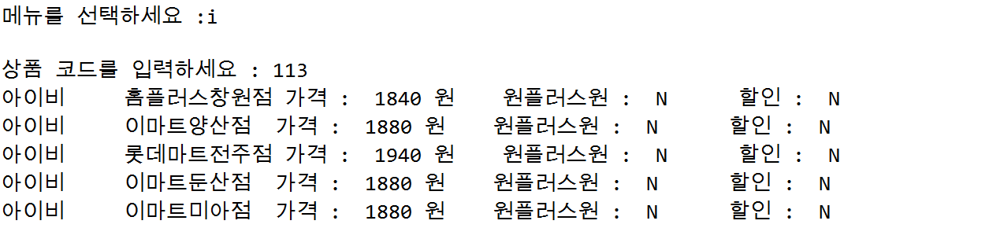 메뉴를 선택하세요 :i
상품 코드를 입력하세요 : 113
아이비 홈플러스창원점 가격 : 1840 원 원플러스원 : N 할인 : N
아이비 이마트양산점 가격 : 1880 원 원플러스원 : N 할인 : N
아이비 롯데마트전주점 가격 : 1940 원 원플러스원 : N 할인 : N
아이비 이마트둔산점 가격 : 1880 원 원플러스원 : N 할인 : N
아이비 이마트미아점 가격 : 1880 원 원플러스원 : N 할인 : N